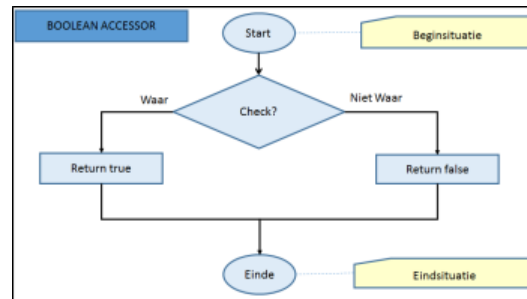 BOOLEAN ACCESSOR
Start
Beginsituatie
Waar
Niet Waar
Check?
Return true
Return false
Einde
Eindsituatie